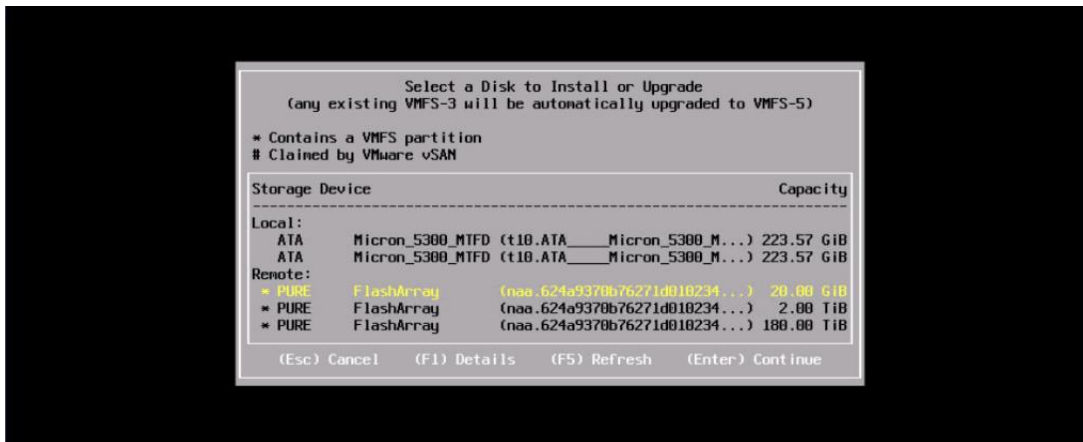 Select a Disk to Install or Upgrade
(any existing VMFS-3 will be automatically upgraded to VMFS-5)
* Contains a VMFS partition
# Claimed by VMware vSAN
Storage Device Capacity
--------------------------------------------------------------------------------
Local:
ATA Micron_5300_MTFD (t10.ATA_____Micron_5300_M...) 223.57 GiB
ATA Micron_5300_MTFD (t10.ATA_____Micron_5300_M...) 223.57 GiB
Remote:
* PURE FlashArray (naa.624a9370b76271d010234...) 20.00 GiB
* PURE FlashArray (naa.624a9370b76271d010234...) 2.00 TiB
* PURE FlashArray (naa.624a9370b76271d010234...) 180.00 TiB
(Esc) Cancel (F1) Details (F5) Refresh (Enter) Continue